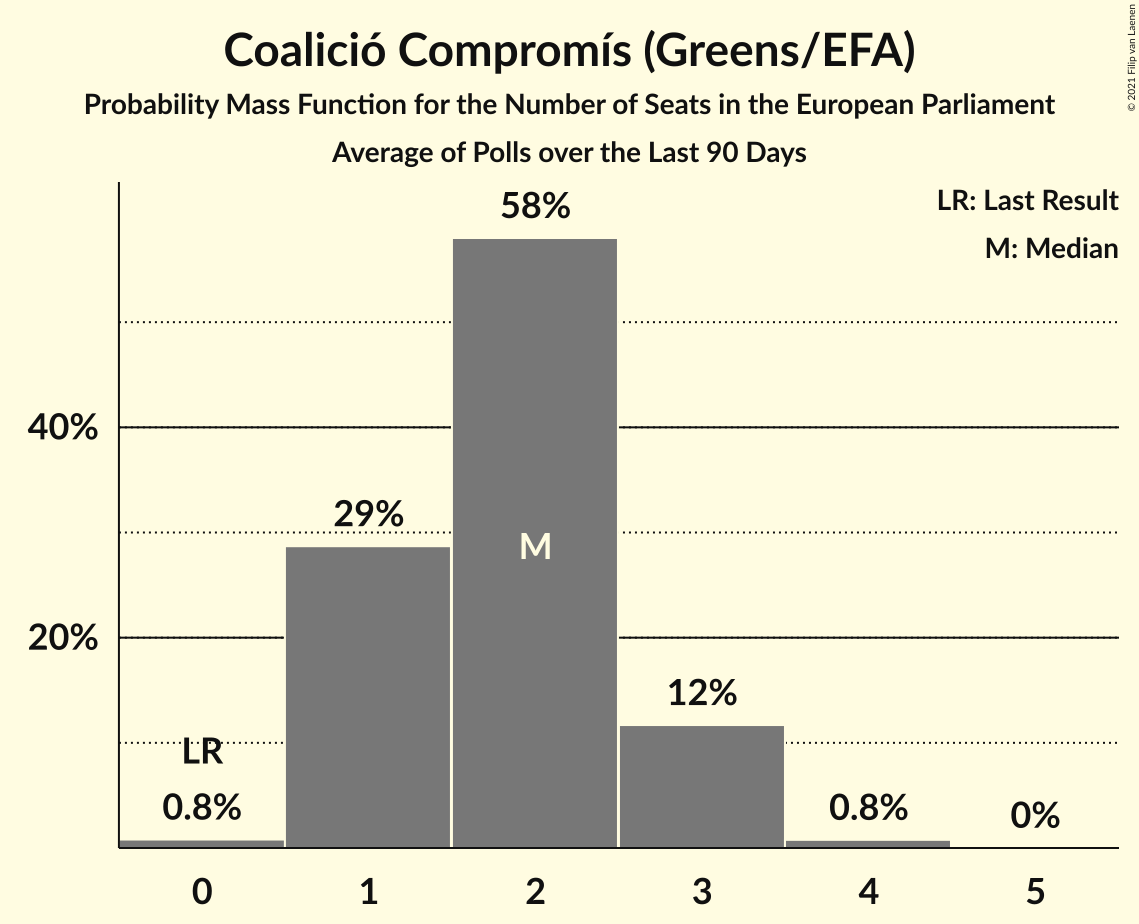 Coalició Compromís (Greens/EFA)
Probability Mass Function for the Number of Seats in the European Parliament
Average of Polls over the Last 90 Days
© 2021 Filip van Laenen
LR: Last Result
M: Median
58%
40%
29%
M
20%
12%
LR
0.8%
0.8%
0%
0 1 2 3 4 5